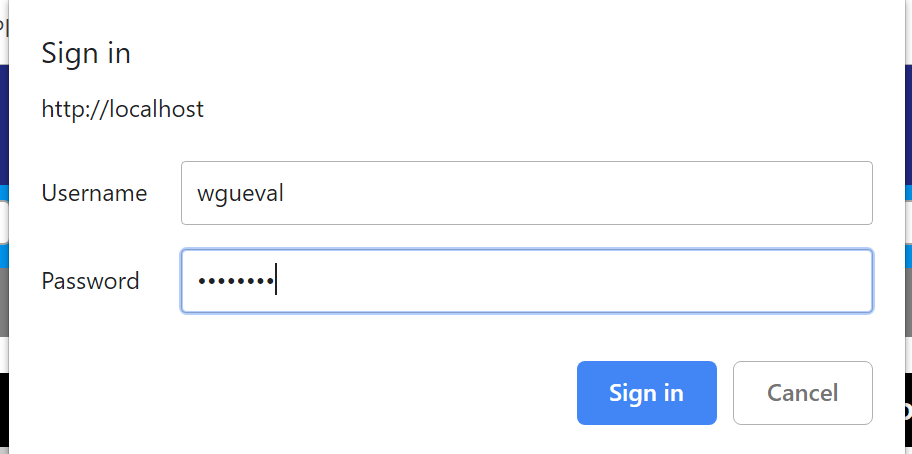 Sign in
http://localhost
Username wgueval
Password ••••••••
Sign in Cancel